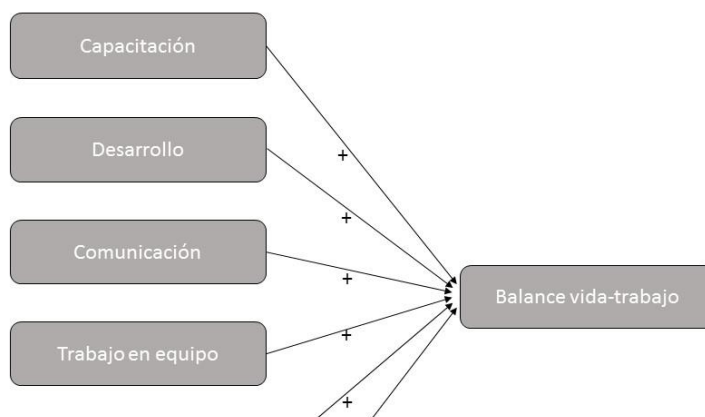 Capacitación
+
Desarrollo
+
Comunicación
+
Balance vida-trabajo
Trabajo en equipo
+
+